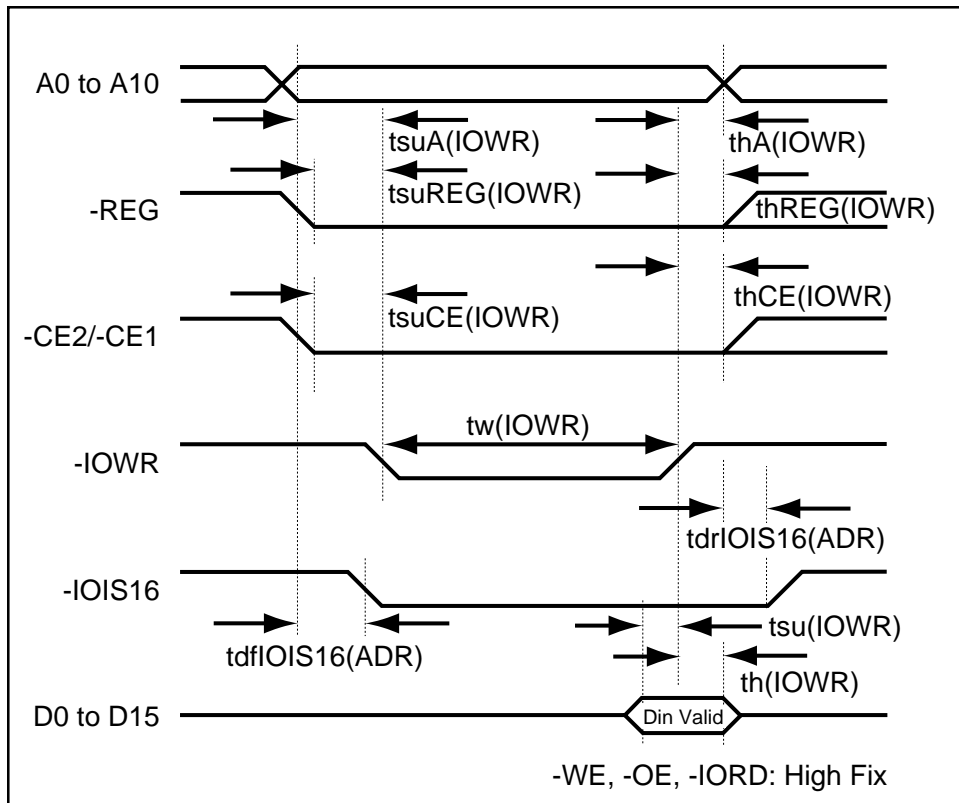 A0 to A10
tsuA(IOWR)
thA(IOWR)
tsuREG(IOWR)
-REG
thREG(IOWR)
thCE(IOWR)
tsuCE(IOWR)
-CE2/-CE1
tw(IOWR)
-IOWR
tdrIOIS16(ADR)
-IOIS16
tsu(IOWR)
tdfIOIS16(ADR)
th(IOWR)
D0 to D15
Din Valid
-WE, -OE, -IORD: High Fix